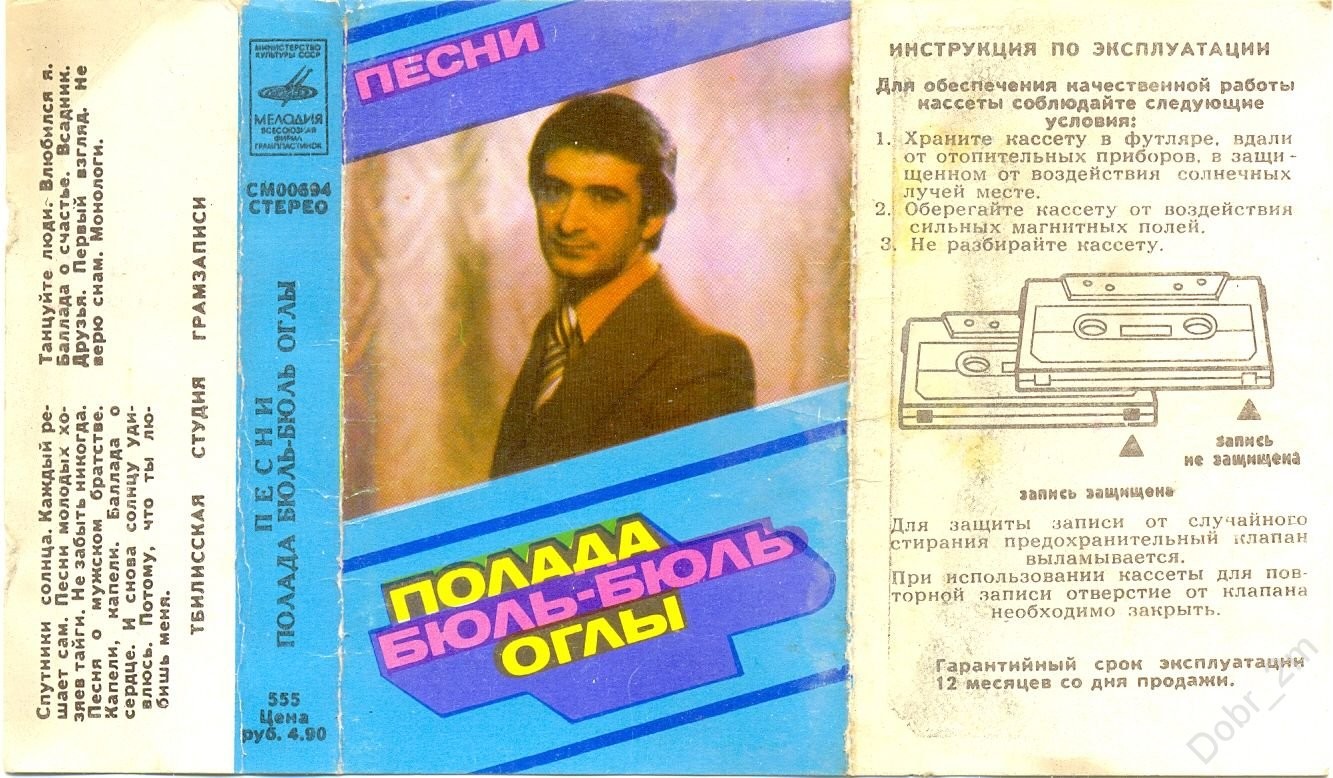 Спутники солнца. Каждый ре-
шает сам. Песни молодых хо-
зяев тайги. Не забыть никогда.
Песня о мужском братстве.
Капели, капели. Баллада о
сердце. И снова солнцу уди-
влюсь. Потому, что ты лю-
бишь меня.
Танцуйте люди. Влюбился я.
Баллада о счастье. Всадник.
Друзья. Первый взгляд. Не
верю снам. Монологи.
ТБИЛИССКАЯ СТУДИЯ ГРАМЗАПИСИ
МИНИСТЕРСТВО
КУЛЬТУРЫ СССР
МЕЛОДИЯ
ВСЕСОЮЗНАЯ
ФИРМА
ГРАМПЛАСТИНОК
СМ00694
СТЕРЕО
ПЕСНИ
ПОЛАДА БЮЛЬ-БЮЛЬ ОГЛЫ
555
Цена
руб. 4.90
ПЕСНИ
ПОЛАДА
БЮЛЬ-БЮЛЬ
ОГЛЫ
ИНСТРУКЦИЯ ПО ЭКСПЛУАТАЦИИ
Для обеспечения качественной работы
кассеты соблюдайте следующие
условия:
1. Храните кассету в футляре, вдали
от отопительных приборов, в защи-
щенном от воздействия солнечных
лучей месте.
2. Оберегайте кассету от воздействия
сильных магнитных полей.
3. Не разбирайте кассету.
запись
не защищена
запись защищена
Для защиты записи от случайного
стирания предохранительный клапан
выламывается.
При использовании кассеты для пов-
торной записи отверстие от клапана
необходимо закрыть.
Гарантийный срок эксплуатации
12 месяцев со дня продажи.
Dobr_2m